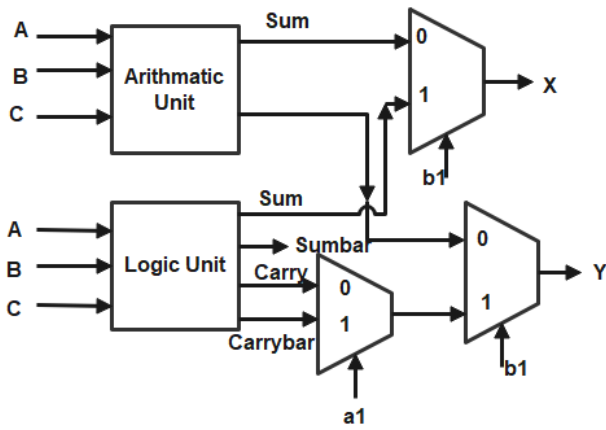 Sum
A
B
C
Arithmatic
Unit
0
1
X
b1
Sum
A
B
C
Logic Unit
Sumbar
Carry
Carrybar
0
1
a1
0
1
Y
b1